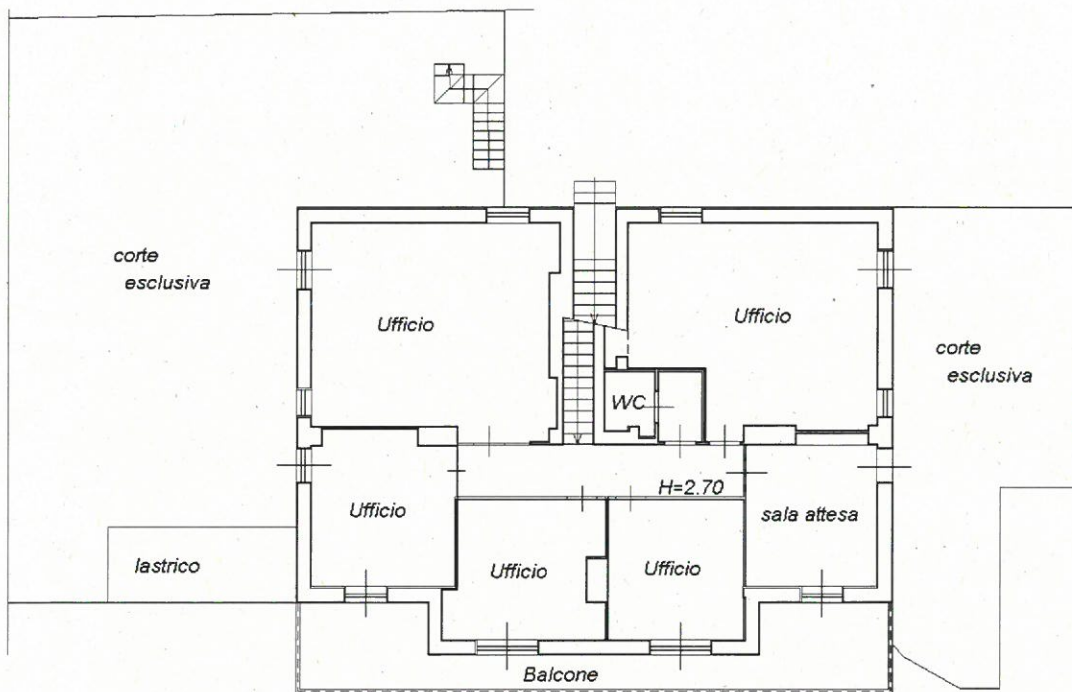 corte
esclusiva
Ufficio
Ufficio
corte
esclusiva
WC
H=2.70
Ufficio
sala attesa
lastrico
Ufficio
Ufficio
Balcone